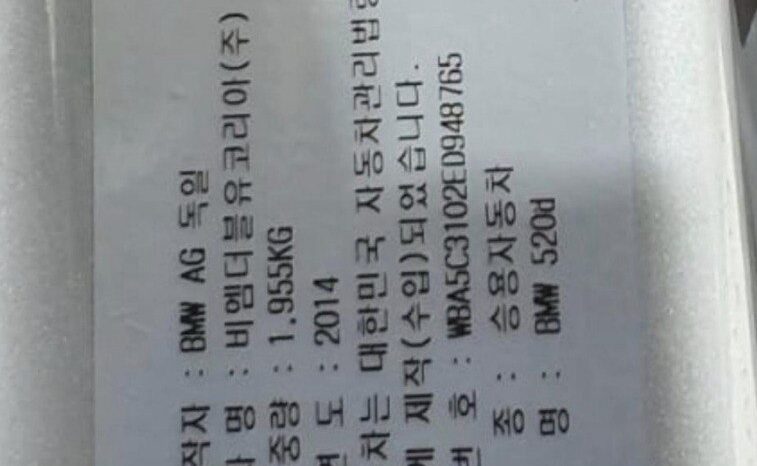 작자 : BMW AG 독일
명 : 비엠더블유코리아(주)
중량 : 1,955KG
도 : 2014
차는 대한민국 자동차관리법령
에 제작(수입)되었습니다.
번 호 : WBA5C3102ED948765
종 : 승용자동차
명 : BMW 520d